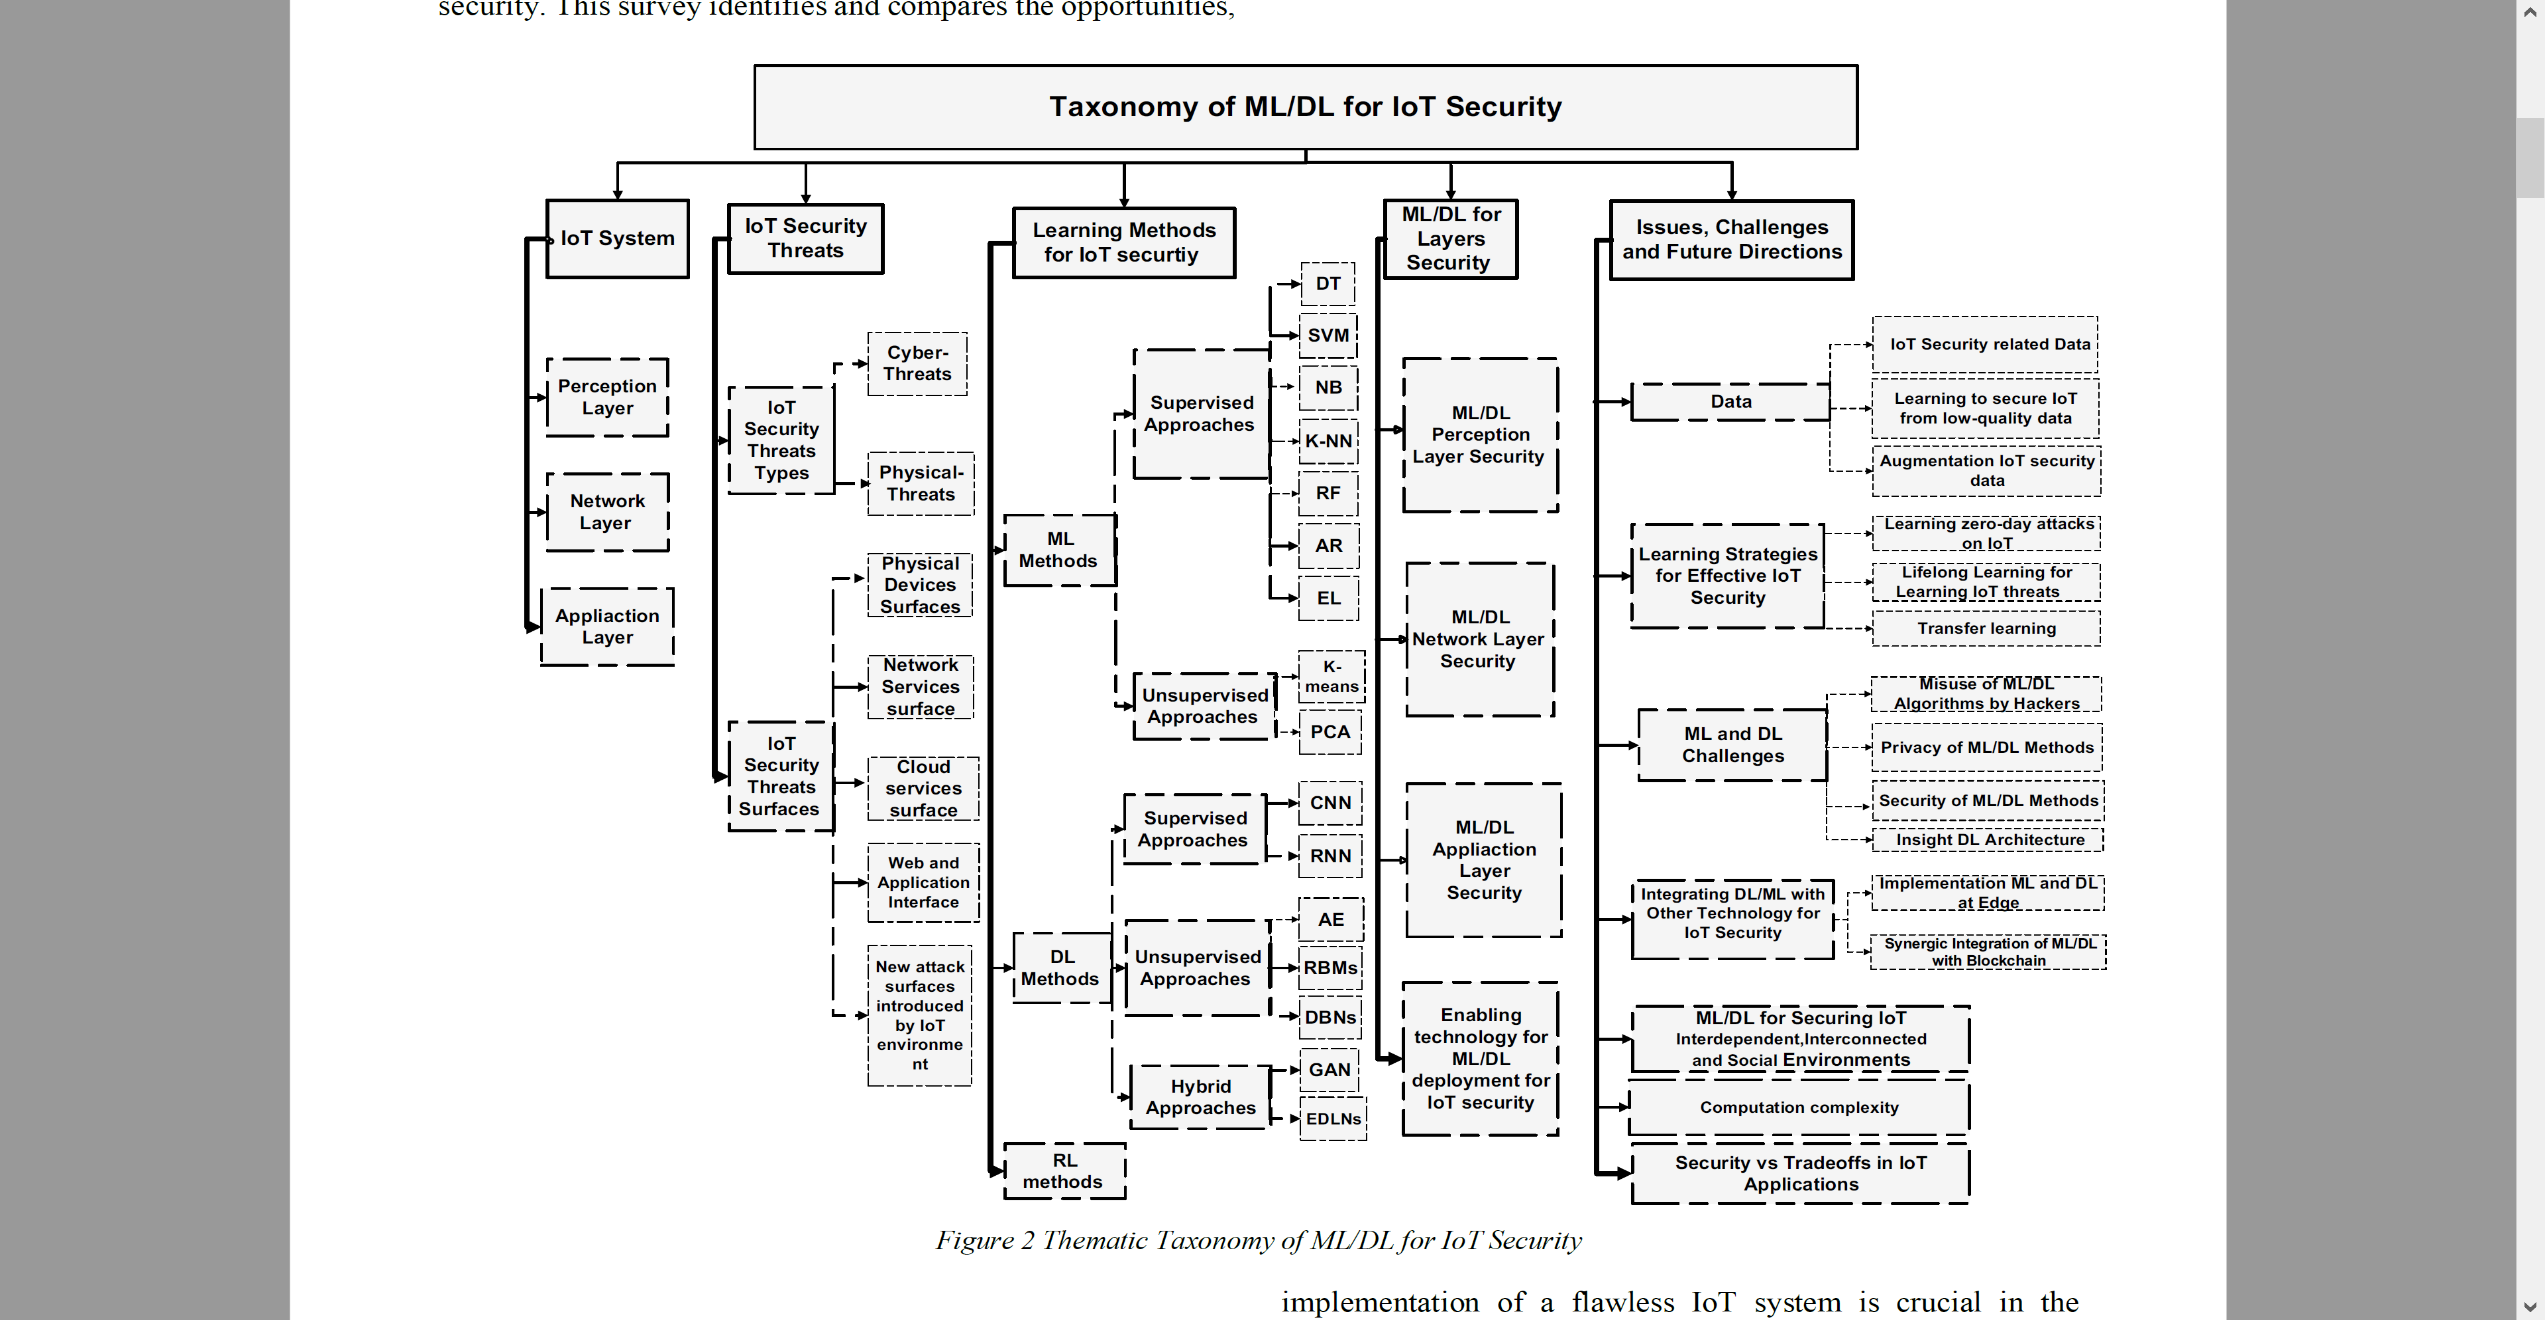 security. This survey identifies and compares the opportunities,
Taxonomy of ML/DL for IoT Security
IoT System
Perception
Layer
Network
Layer
Appliaction
Layer
IoT Security
Threats
IoT
Security
Threats
Types
Cyber-
Threats
Physical-
Threats
IoT
Security
Threats
Surfaces
Physical
Devices
Surfaces
Network
Services
surface
Cloud
services
surface
Web and
Application
Interface
New attack
surfaces
introduced
by IoT
environme
nt
Learning Methods
for IoT securtiy
ML
Methods
Supervised
Approaches
DT
SVM
NB
K-NN
RF
AR
EL
Unsupervised
Approaches
K-
means
PCA
DL
Methods
Supervised
Approaches
CNN
RNN
Unsupervised
Approaches
AE
RBMs
DBNs
Hybrid
Approaches
GAN
EDLNs
RL
methods
ML/DL for
Layers
Security
ML/DL
Perception
Layer Security
ML/DL
Network Layer
Security
ML/DL
Appliaction
Layer
Security
Enabling
technology for
ML/DL
deployment for
IoT security
Issues, Challenges
and Future Directions
Data
IoT Security related Data
Learning to secure IoT
from low-quality data
Augmentation IoT security
data
Learning Strategies
for Effective IoT
Security
Learning zero-day attacks
on IoT
Lifelong Learning for
Learning IoT threats
Transfer learning
ML and DL
Challenges
Misuse of ML/DL
Algorithms by Hackers
Privacy of ML/DL Methods
Security of ML/DL Methods
Insight DL Architecture
Integrating DL/ML with
Other Technology for
IoT Security
Implementation ML and DL
at Edge
Synergic Integration of ML/DL
with Blockchain
ML/DL for Securing IoT
Interdependent,Interconnected
and Social Environments
Computation complexity
Security vs Tradeoffs in IoT
Applications
Figure 2 Thematic Taxonomy of ML/DL for IoT Security
implementation of a flawless IoT system is crucial in the